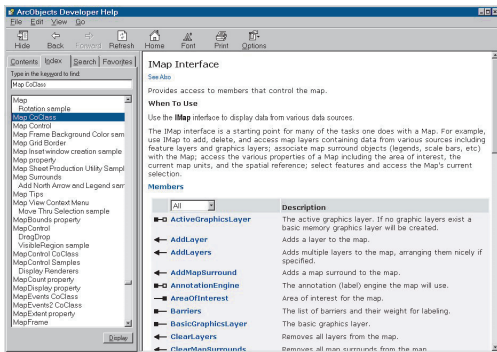 ArcObjects Developer Help
File Edit View Go
Hide Back Forward Refresh Home Font Print Options
Contents Index Search Favorites
Type in the keyword to find:
Map CoClass
Map
Rotation sample
Map CoClass
Map Control
Map Frame Background Color sam
Map Grid Border
Map Inset window creation sample
Map property
Map Sheet Production Utility Sampl
Map Surrounds
Add North Arrow and Legend sam
Map Tips
Map View Context Menu
Move Thru Selection sample
MapBounds property
MapControl
DragDrop
VisibleRegion sample
MapControl CoClass
MapControl Samples
Display Renderers
MapCount property
MapDisplay property
MapEvents CoClass
MapEvents2 CoClass
MapExtent property
MapFrame
Display
IMap Interface
See Also
Provides access to members that control the map.
When To Use
Use the IMap interface to display data from various data sources.
The IMap interface is a starting point for many of the tasks one does with a Map. For example,
use IMap to add, delete, and access map layers containing data from various sources including
feature layers and graphics layers; associate map surround objects (legends, scale bars, etc)
with the Map; access the various properties of a Map including the area of interest, the
current map units, and the spatial reference; select features and access the Map's current
selection.
Members
All Description
ActiveGraphicsLayer The active graphics layer. If no graphic layers exist a
basic memory graphics layer will be created.
AddLayer Adds a layer to the map.
AddLayers Adds multiple layers to the map, arranging them nicely if
specified.
AddMapSurround Adds a map surround to the map.
AnnotationEngine The annotation (label) engine the map will use.
AreaOfInterest Area of interest for the map.
Barriers The list of barriers and their weight for labeling.
BasicGraphicsLayer The basic graphics layer.
ClearLayers Removes all layers from the map.
ClearMapSurrounds Removes all map surrounds from the map.